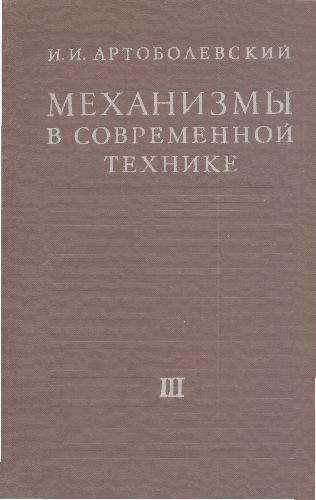 И. И. АРТОБОЛЕВСКИЙ
МЕХАНИЗМЫ
В СОВРЕМЕННОЙ
ТЕХНИКЕ
III